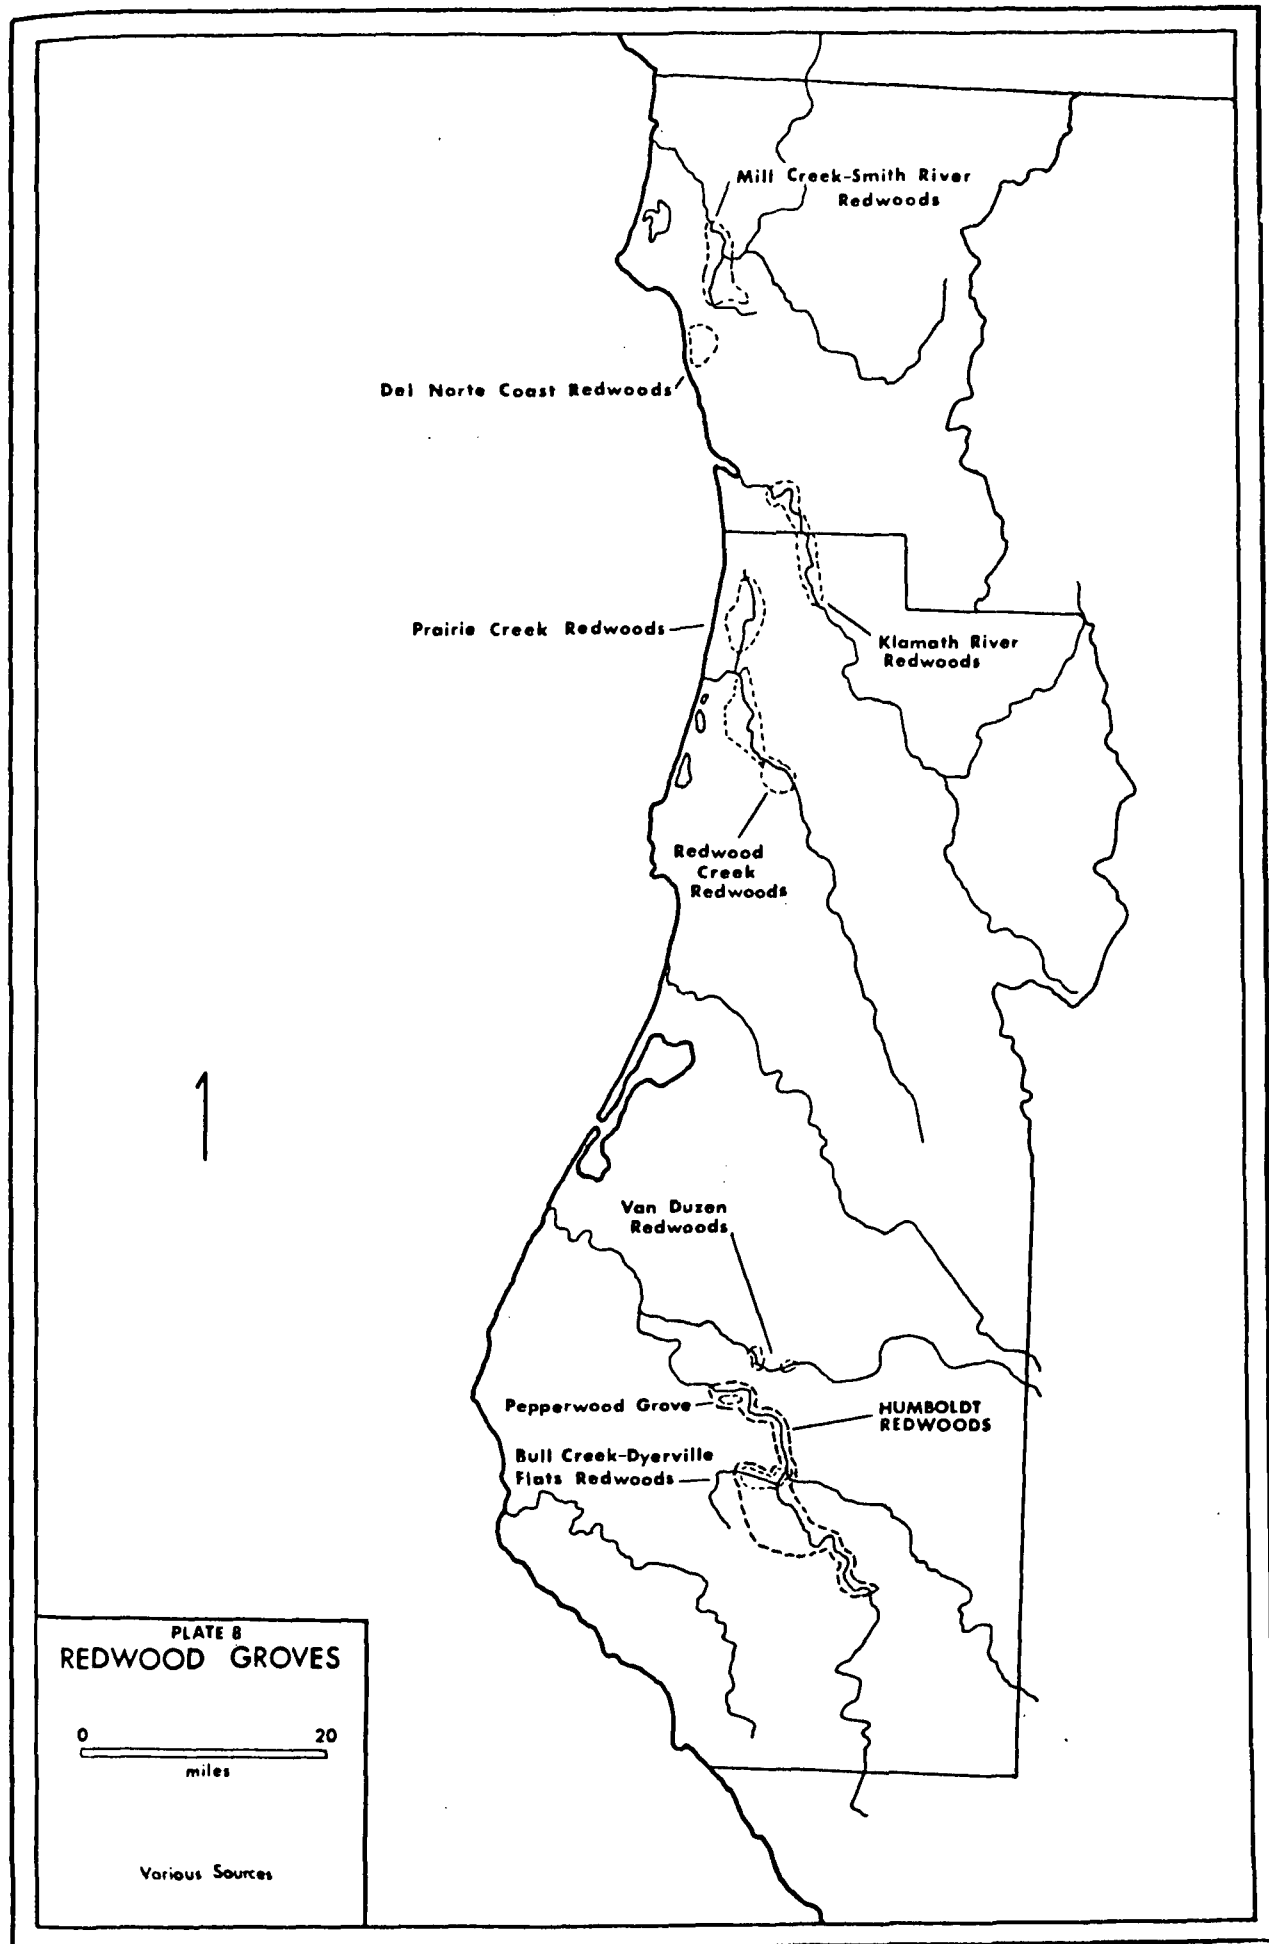 Mill Creek-Smith River
Redwoods
Del Norte Coast Redwoods
Prairie Creek Redwoods
Klamath River
Redwoods
Redwood
Creek
Redwoods
Van Duzen
Redwoods
Pepperwood Grove
HUMBOLDT
REDWOODS
Bull Creek-Dyerville
Flats Redwoods
PLATE 8
REDWOOD GROVES
0 20
miles
Various Sources